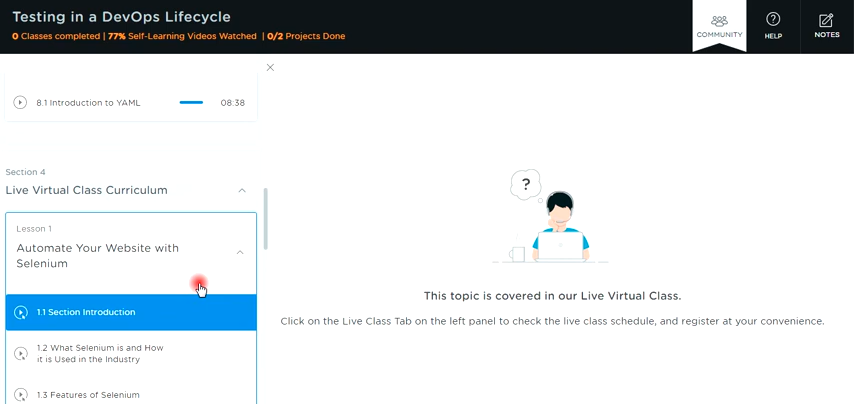 Testing in a DevOps Lifecycle
0 Classes completed | 77% Self-Learning Videos Watched | 0/2 Projects Done
COMMUNITY
HELP
NOTES
8.1 Introduction to YAML
08:38
Section 4
Live Virtual Class Curriculum
Lesson 1
Automate Your Website with
Selenium
1.1 Section Introduction
1.2 What Selenium is and How
it is Used in the Industry
1.3 Features of Selenium
?
This topic is covered in our Live Virtual Class.
Click on the Live Class Tab on the left panel to check the live class schedule, and register at your convenience.